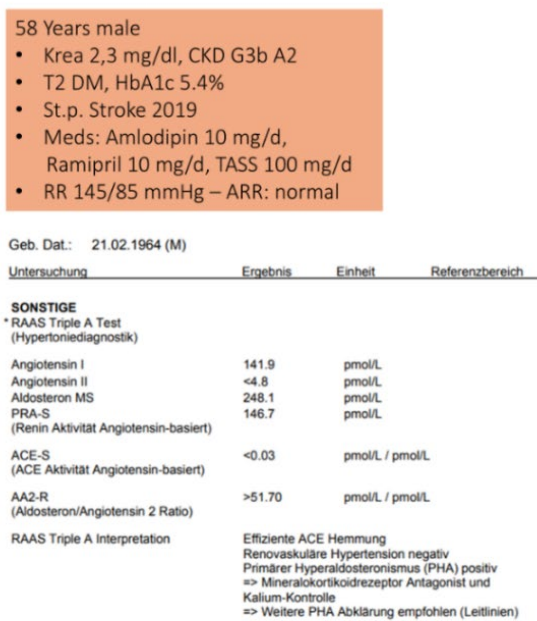 58 Years male
• Krea 2,3 mg/dl, CKD G3b A2
• T2 DM, HbA1c 5.4%
• St.p. Stroke 2019
• Meds: Amlodipin 10 mg/d,
Ramipril 10 mg/d, TASS 100 mg/d
• RR 145/85 mmHg – ARR: normal
Geb. Dat.: 21.02.1964 (M)
Untersuchung Ergebnis Einheit Referenzbereich
SONSTIGE
* RAAS Triple A Test
(Hypertoniediagnostik)
Angiotensin I 141.9 pmol/L
Angiotensin II <4.8 pmol/L
Aldosteron MS 248.1 pmol/L
PRA-S 146.7 pmol/L
(Renin Aktivität Angiotensin-basiert)
ACE-S <0.03 pmol/L / pmol/L
(ACE Aktivität Angiotensin-basiert)
AA2-R >51.70 pmol/L / pmol/L
(Aldosteron/Angiotensin 2 Ratio)
RAAS Triple A Interpretation Effiziente ACE Hemmung
Renovaskuläre Hypertension negativ
Primärer Hyperaldosteronismus (PHA) positiv
=> Mineralokortikoidrezeptor Antagonist und
Kalium-Kontrolle
=> Weitere PHA Abklärung empfohlen (Leitlinien)